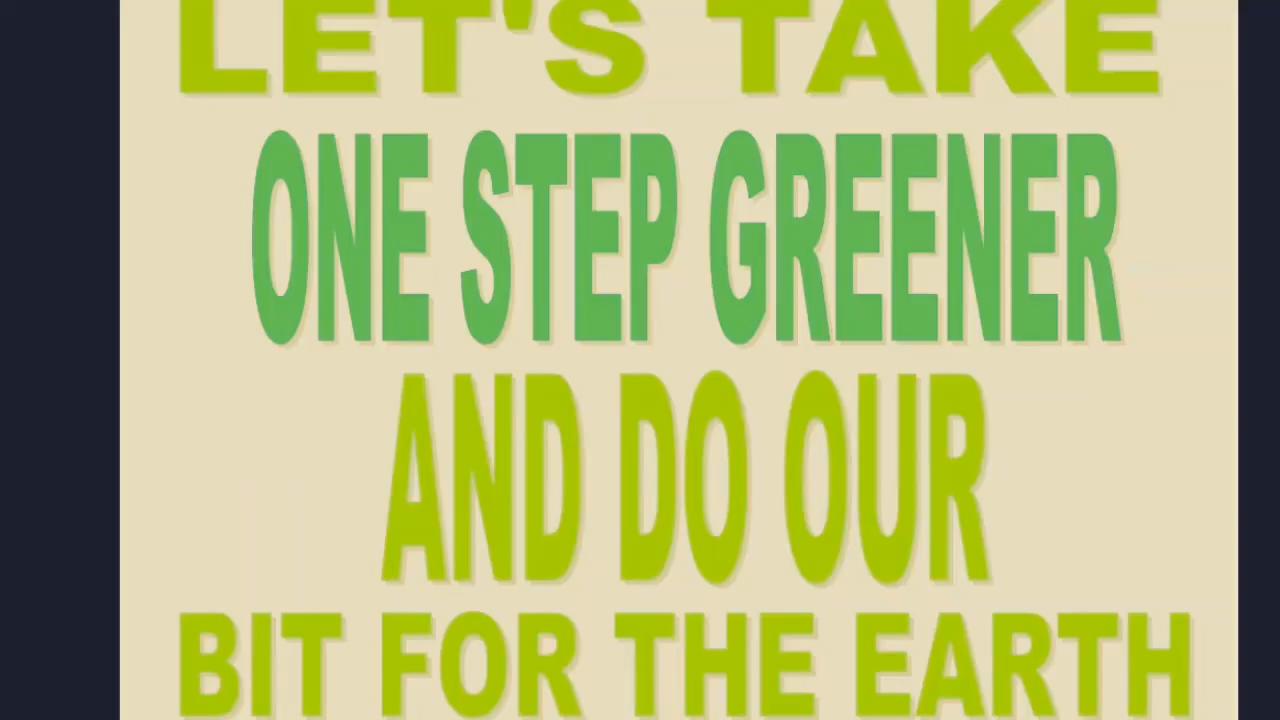 LET'S TAKE
ONE STEP GREENER
AND DO OUR
BIT FOR THE EARTH